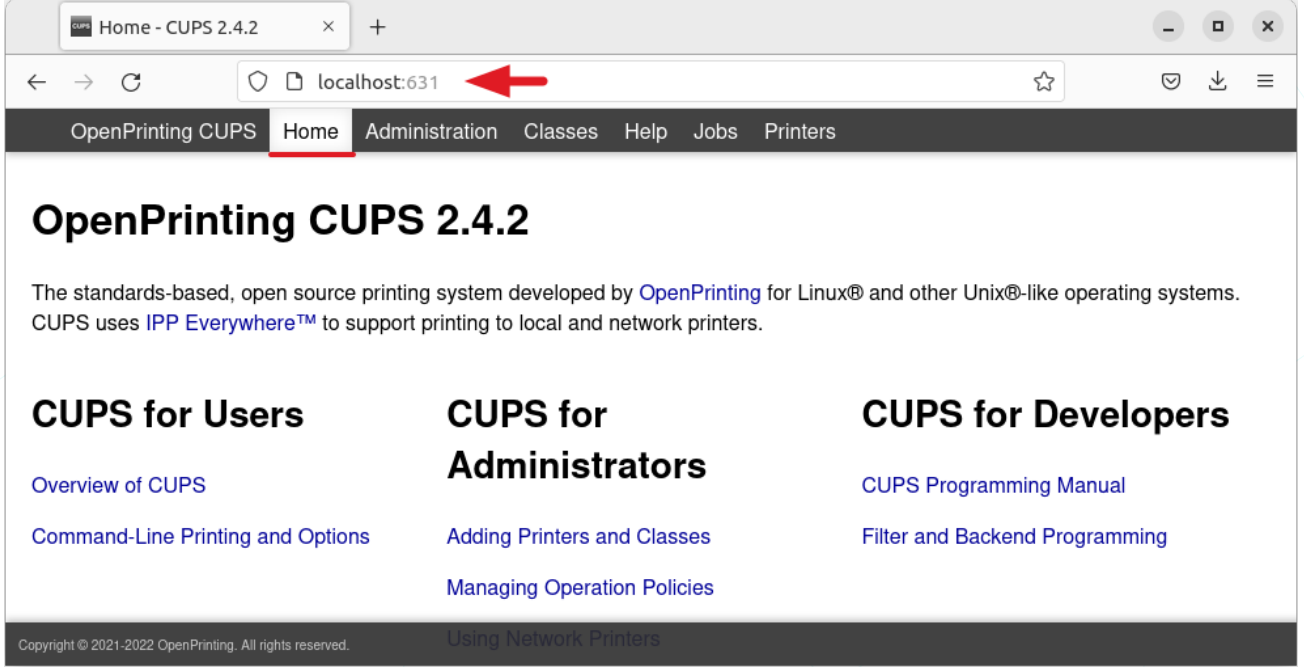 CUPS Home - CUPS 2.4.2
localhost:631
OpenPrinting CUPS Home Administration Classes Help Jobs Printers
OpenPrinting CUPS 2.4.2
The standards-based, open source printing system developed by OpenPrinting for Linux® and other Unix®-like operating systems.
CUPS uses IPP Everywhere™ to support printing to local and network printers.
CUPS for Users
Overview of CUPS
Command-Line Printing and Options
CUPS for
Administrators
Adding Printers and Classes
Managing Operation Policies
Using Network Printers
CUPS for Developers
CUPS Programming Manual
Filter and Backend Programming
Copyright © 2021-2022 OpenPrinting. All rights reserved.